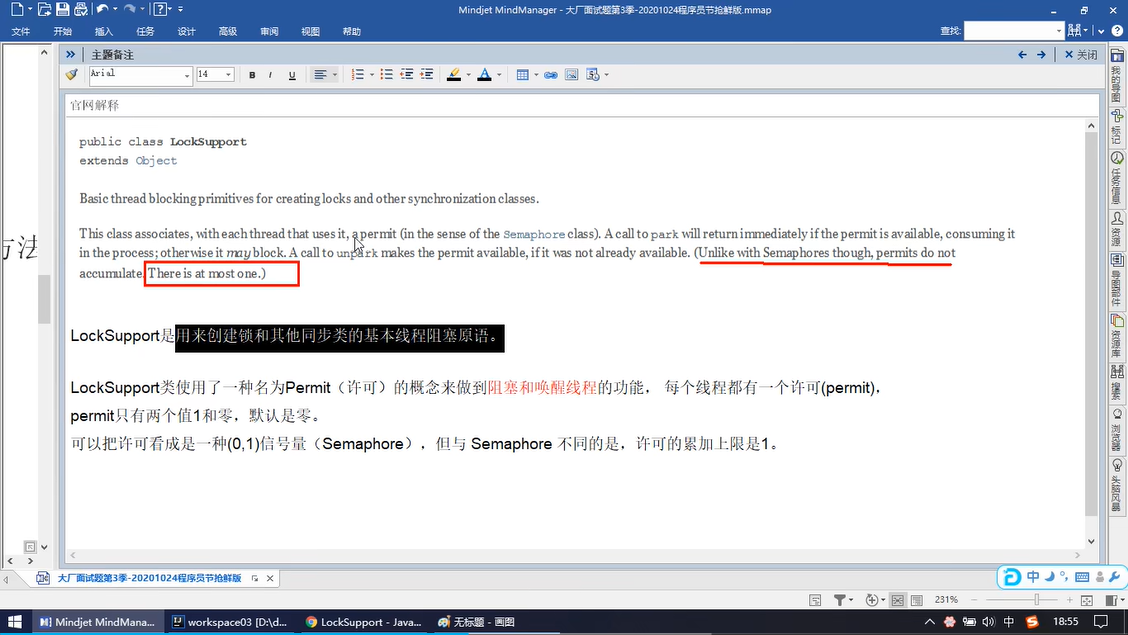 Mindjet MindManager - 大厂面试题第3季-20201024程序员节抢鲜版.mmap
文件 开始 插入 任务 设计 高级 审阅 视图 帮助 查找:
主题备注 关闭
Arial 14 B I U
官网解释
public class LockSupport
extends Object
Basic thread blocking primitives for creating locks and other synchronization classes.
This class associates, with each thread that uses it, a permit (in the sense of the Semaphore class). A call to park will return immediately if the permit is available, consuming it
in the process; otherwise it may block. A call to unpark makes the permit available, if it was not already available. (Unlike with Semaphores though, permits do not
accumulate. There is at most one.)
LockSupport是用来创建锁和其他同步类的基本线程阻塞原语。
LockSupport类使用了一种名为Permit（许可）的概念来做到阻塞和唤醒线程的功能， 每个线程都有一个许可(permit)，
permit只有两个值1和零，默认是零。
可以把许可看成是一种(0,1)信号量（Semaphore），但与 Semaphore 不同的是，许可的累加上限是1。
方法
我的导图
标记
任务信息
资源
导图部件
资源库
搜索
浏览器
头脑风暴
大厂面试题第3季-20201024程序员节抢鲜版
中
231%
Mindjet MindMana... workspace03 [D:\d... LockSupport - Java... 无标题 - 画图 中 18:55